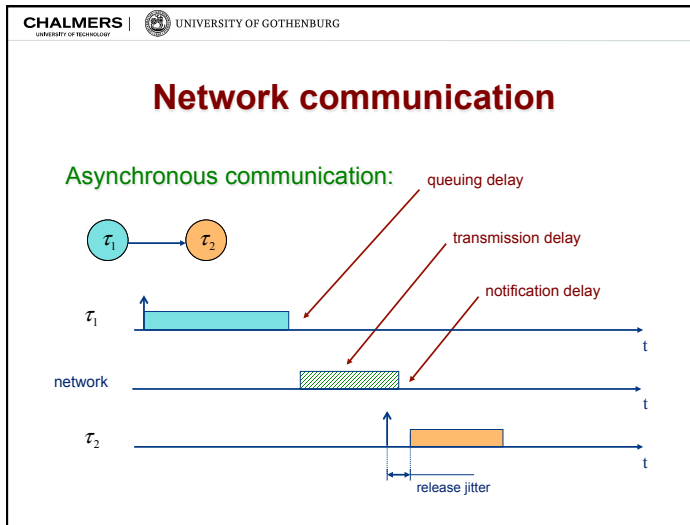 CHALMERS
UNIVERSITY OF TECHNOLOGY
UNIVERSITY OF GOTHENBURG
Network communication
Asynchronous communication:
queuing delay
τ1
τ2
transmission delay
notification delay
τ1
t
network
t
τ2
t
release jitter